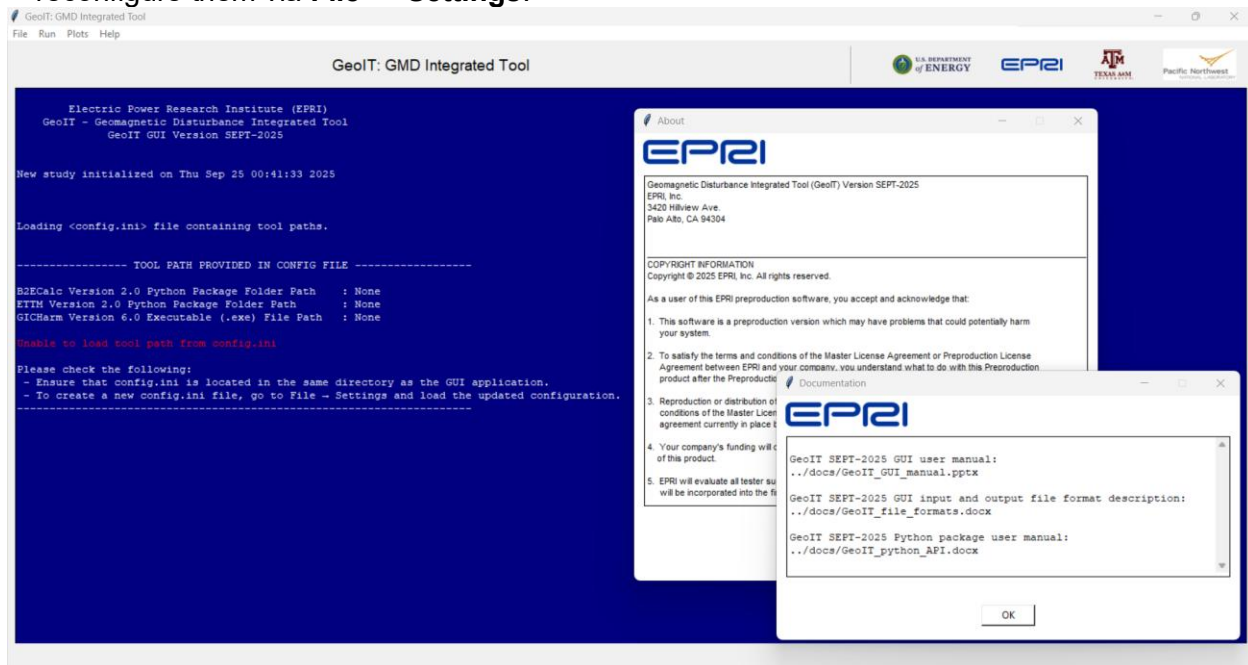 reconfigure them via File → Settings.
GeoIT: GMD Integrated Tool
File Run Plots Help
GeoIT: GMD Integrated Tool
U.S. DEPARTMENT of ENERGY
EPRI
TEXAS A&M
Pacific Northwest
Electric Power Research Institute (EPRI)
GeoIT - Geomagnetic Disturbance Integrated Tool
GeoIT GUI Version SEPT-2025
New study initialized on Thu Sep 25 00:41:33 2025
Loading <config.ini> file containing tool paths.
----------------- TOOL PATH PROVIDED IN CONFIG FILE ------------------
B2ECalc Version 2.0 Python Package Folder Path : None
ETTM Version 2.0 Python Package Folder Path : None
GICHarm Version 6.0 Executable (.exe) File Path : None
Unable to load tool path from config.ini
Please check the following:
- Ensure that config.ini is located in the same directory as the GUI application.
- To create a new config.ini file, go to File → Settings and load the updated configuration.
----------------------------------------------------------------------
About
EPRI
Geomagnetic Disturbance Integrated Tool (GeoIT) Version SEPT-2025
EPRI, Inc.
3420 Hillview Ave.
Palo Alto, CA 94304
COPYRIGHT INFORMATION
Copyright © 2025 EPRI, Inc. All rights reserved.
As a user of this EPRI preproduction software, you accept and acknowledge that:
1. This software is a preproduction version which may have problems that could potentially harm
your system.
2. To satisfy the terms and conditions of the Master License Agreement or Preproduction License
Agreement between EPRI and your company, you understand what to do with this Preproduction
product after the Preproductio
3. Reproduction or distribution of
conditions of the Master Licen
agreement currently in place b
4. Your company's funding will
of this product.
5. EPRI will evaluate all tester su
will be incorporated into the fi
Documentation
EPRI
GeoIT SEPT-2025 GUI user manual:
../docs/GeoIT_GUI_manual.pptx
GeoIT SEPT-2025 GUI input and output file format description:
../docs/GeoIT_file_formats.docx
GeoIT SEPT-2025 Python package user manual:
../docs/GeoIT_python_API.docx
OK